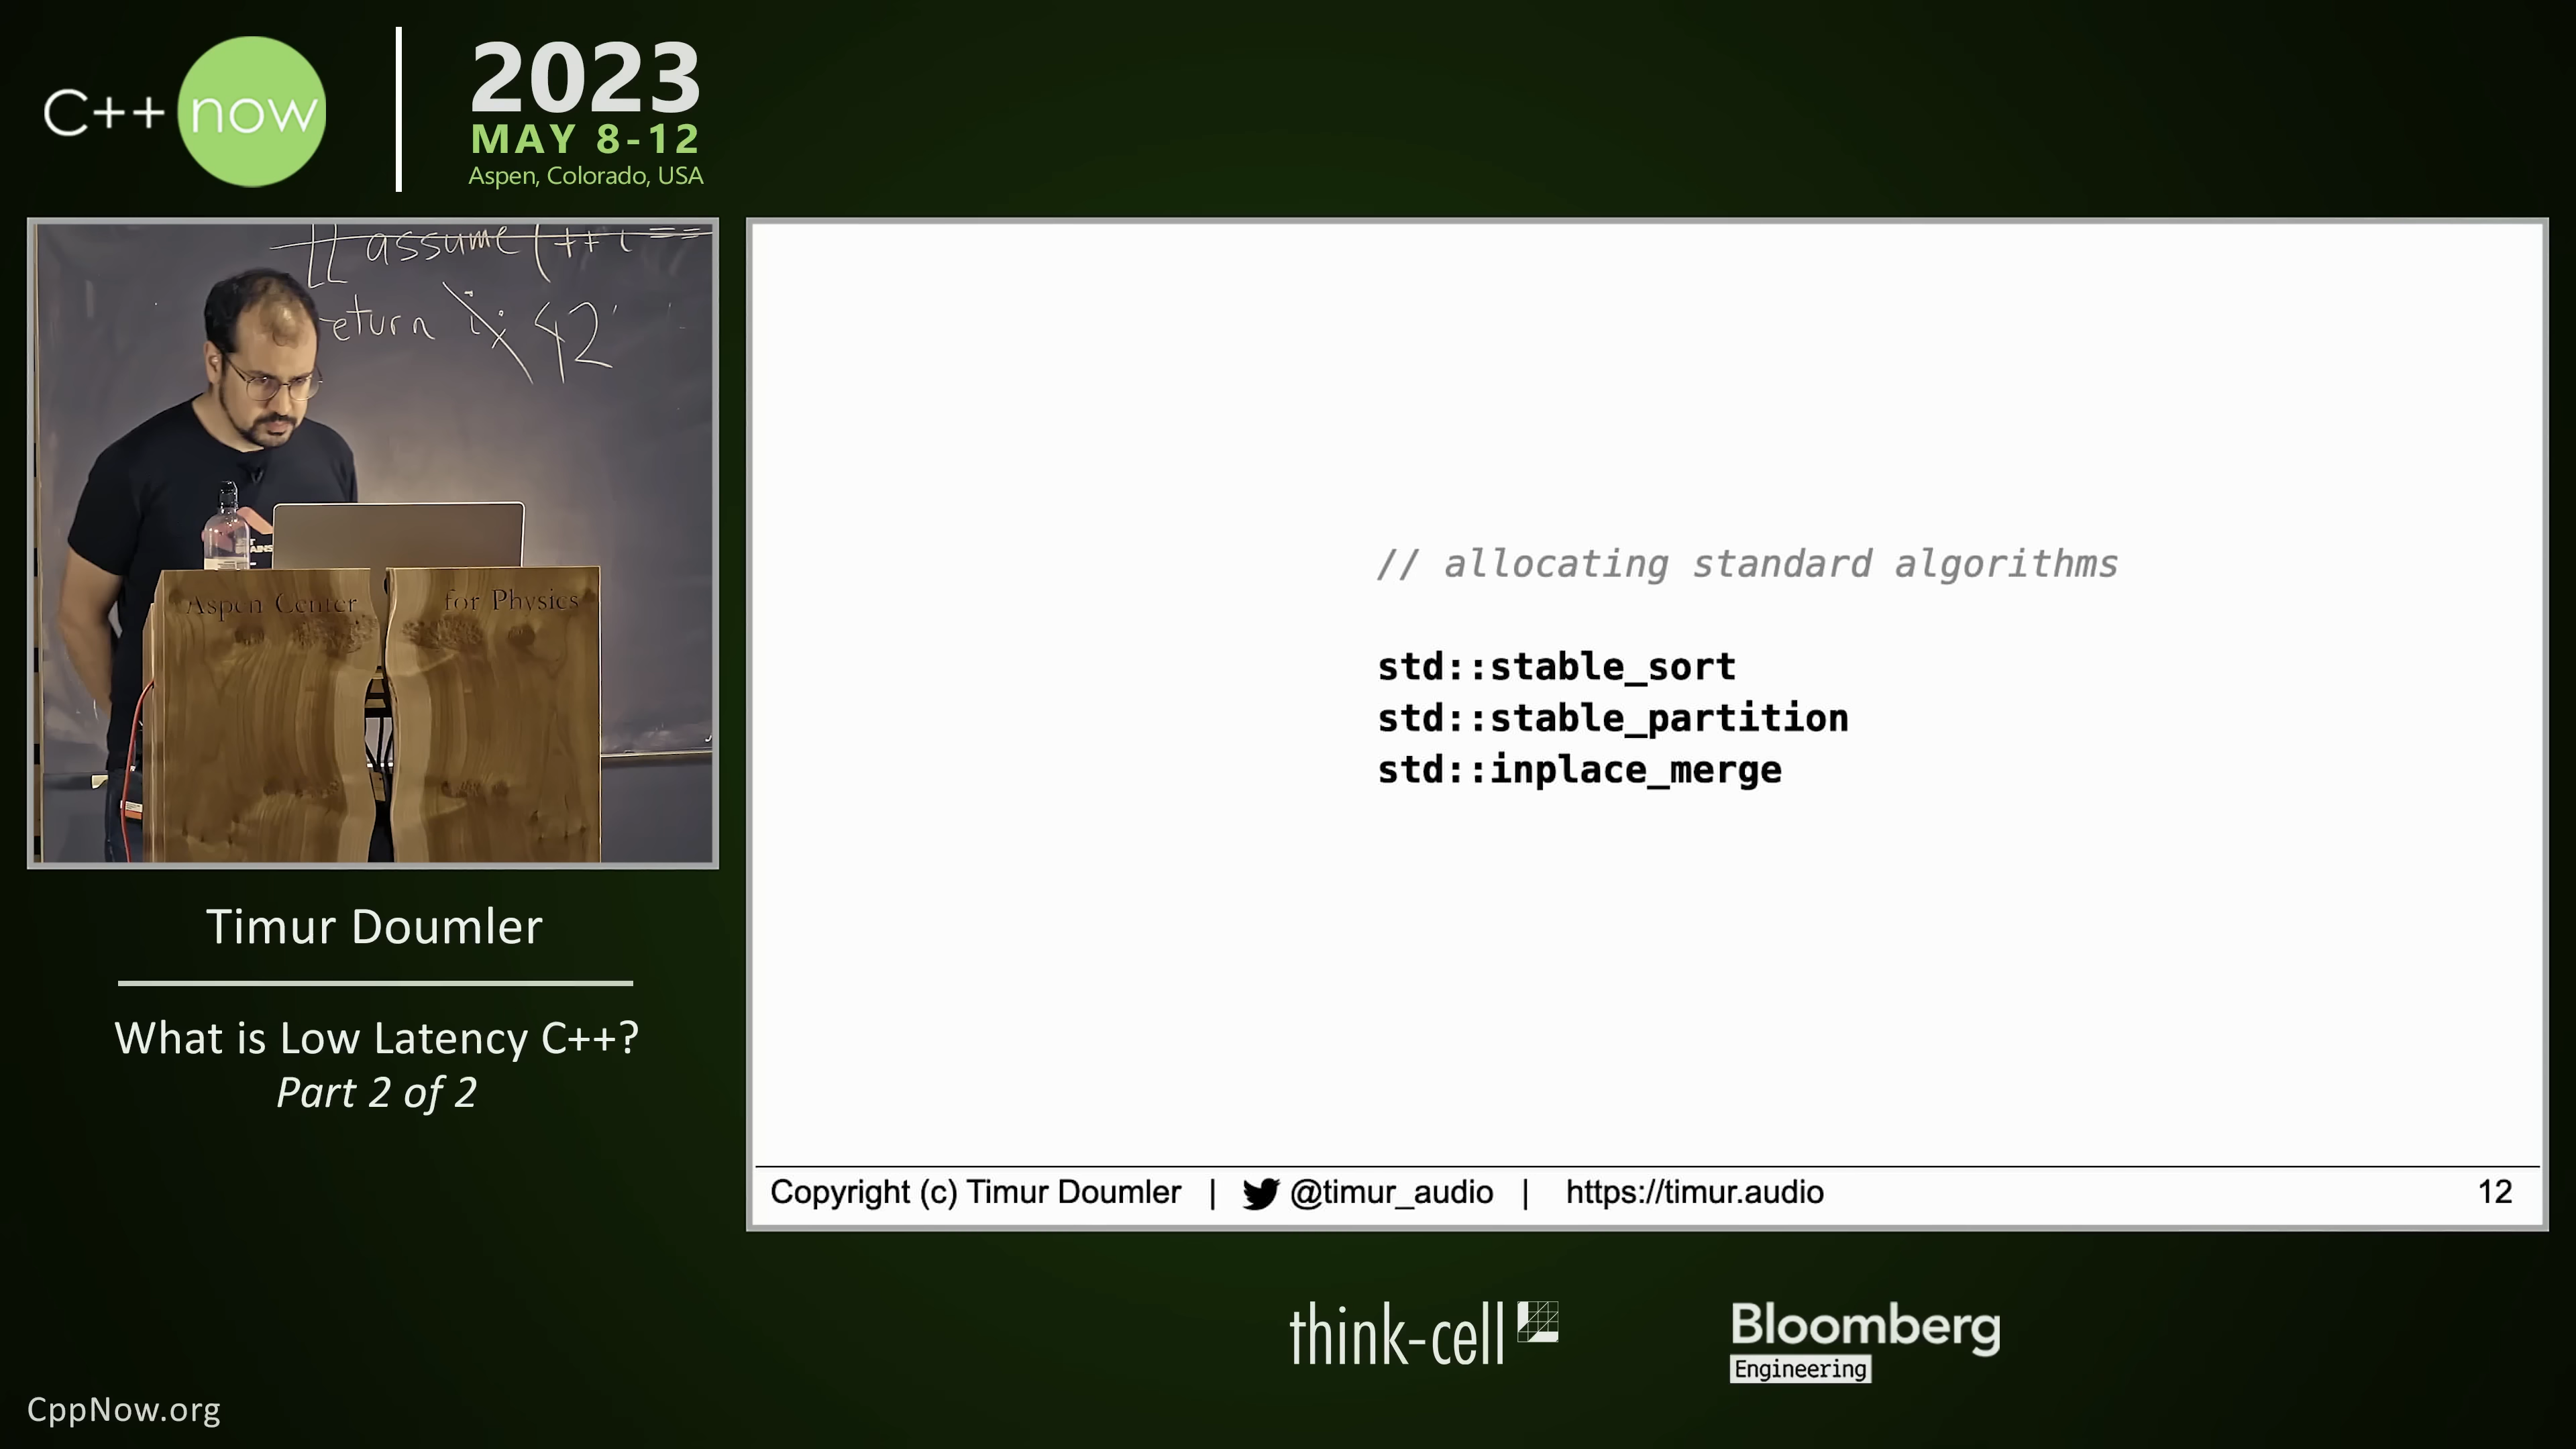 C++ now
2023
MAY 8-12
Aspen, Colorado, USA
[[ assume (++i ==
return i; 42
Aspen Center for Physics
Timur Doumler
What is Low Latency C++?
Part 2 of 2
// allocating standard algorithms
std::stable_sort
std::stable_partition
std::inplace_merge
Copyright (c) Timur Doumler | @timur_audio | https://timur.audio 12
think-cell
Bloomberg
Engineering
CppNow.org